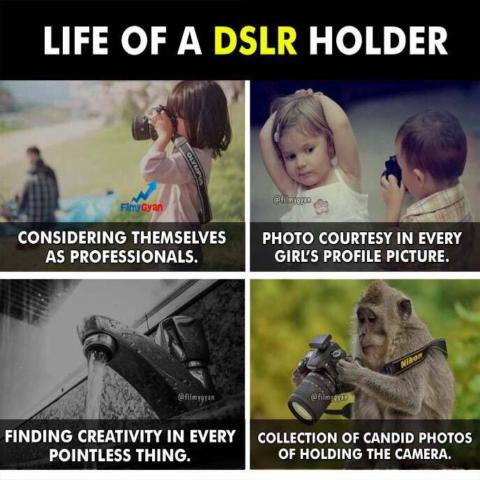 LIFE OF A DSLR HOLDER
OLYMPUS
FilmyGyan
CONSIDERING THEMSELVES
AS PROFESSIONALS.
@filmygyan
PHOTO COURTESY IN EVERY
GIRL'S PROFILE PICTURE.
@filmygyan
FINDING CREATIVITY IN EVERY
POINTLESS THING.
Nikon
@filmygyan
COLLECTION OF CANDID PHOTOS
OF HOLDING THE CAMERA.